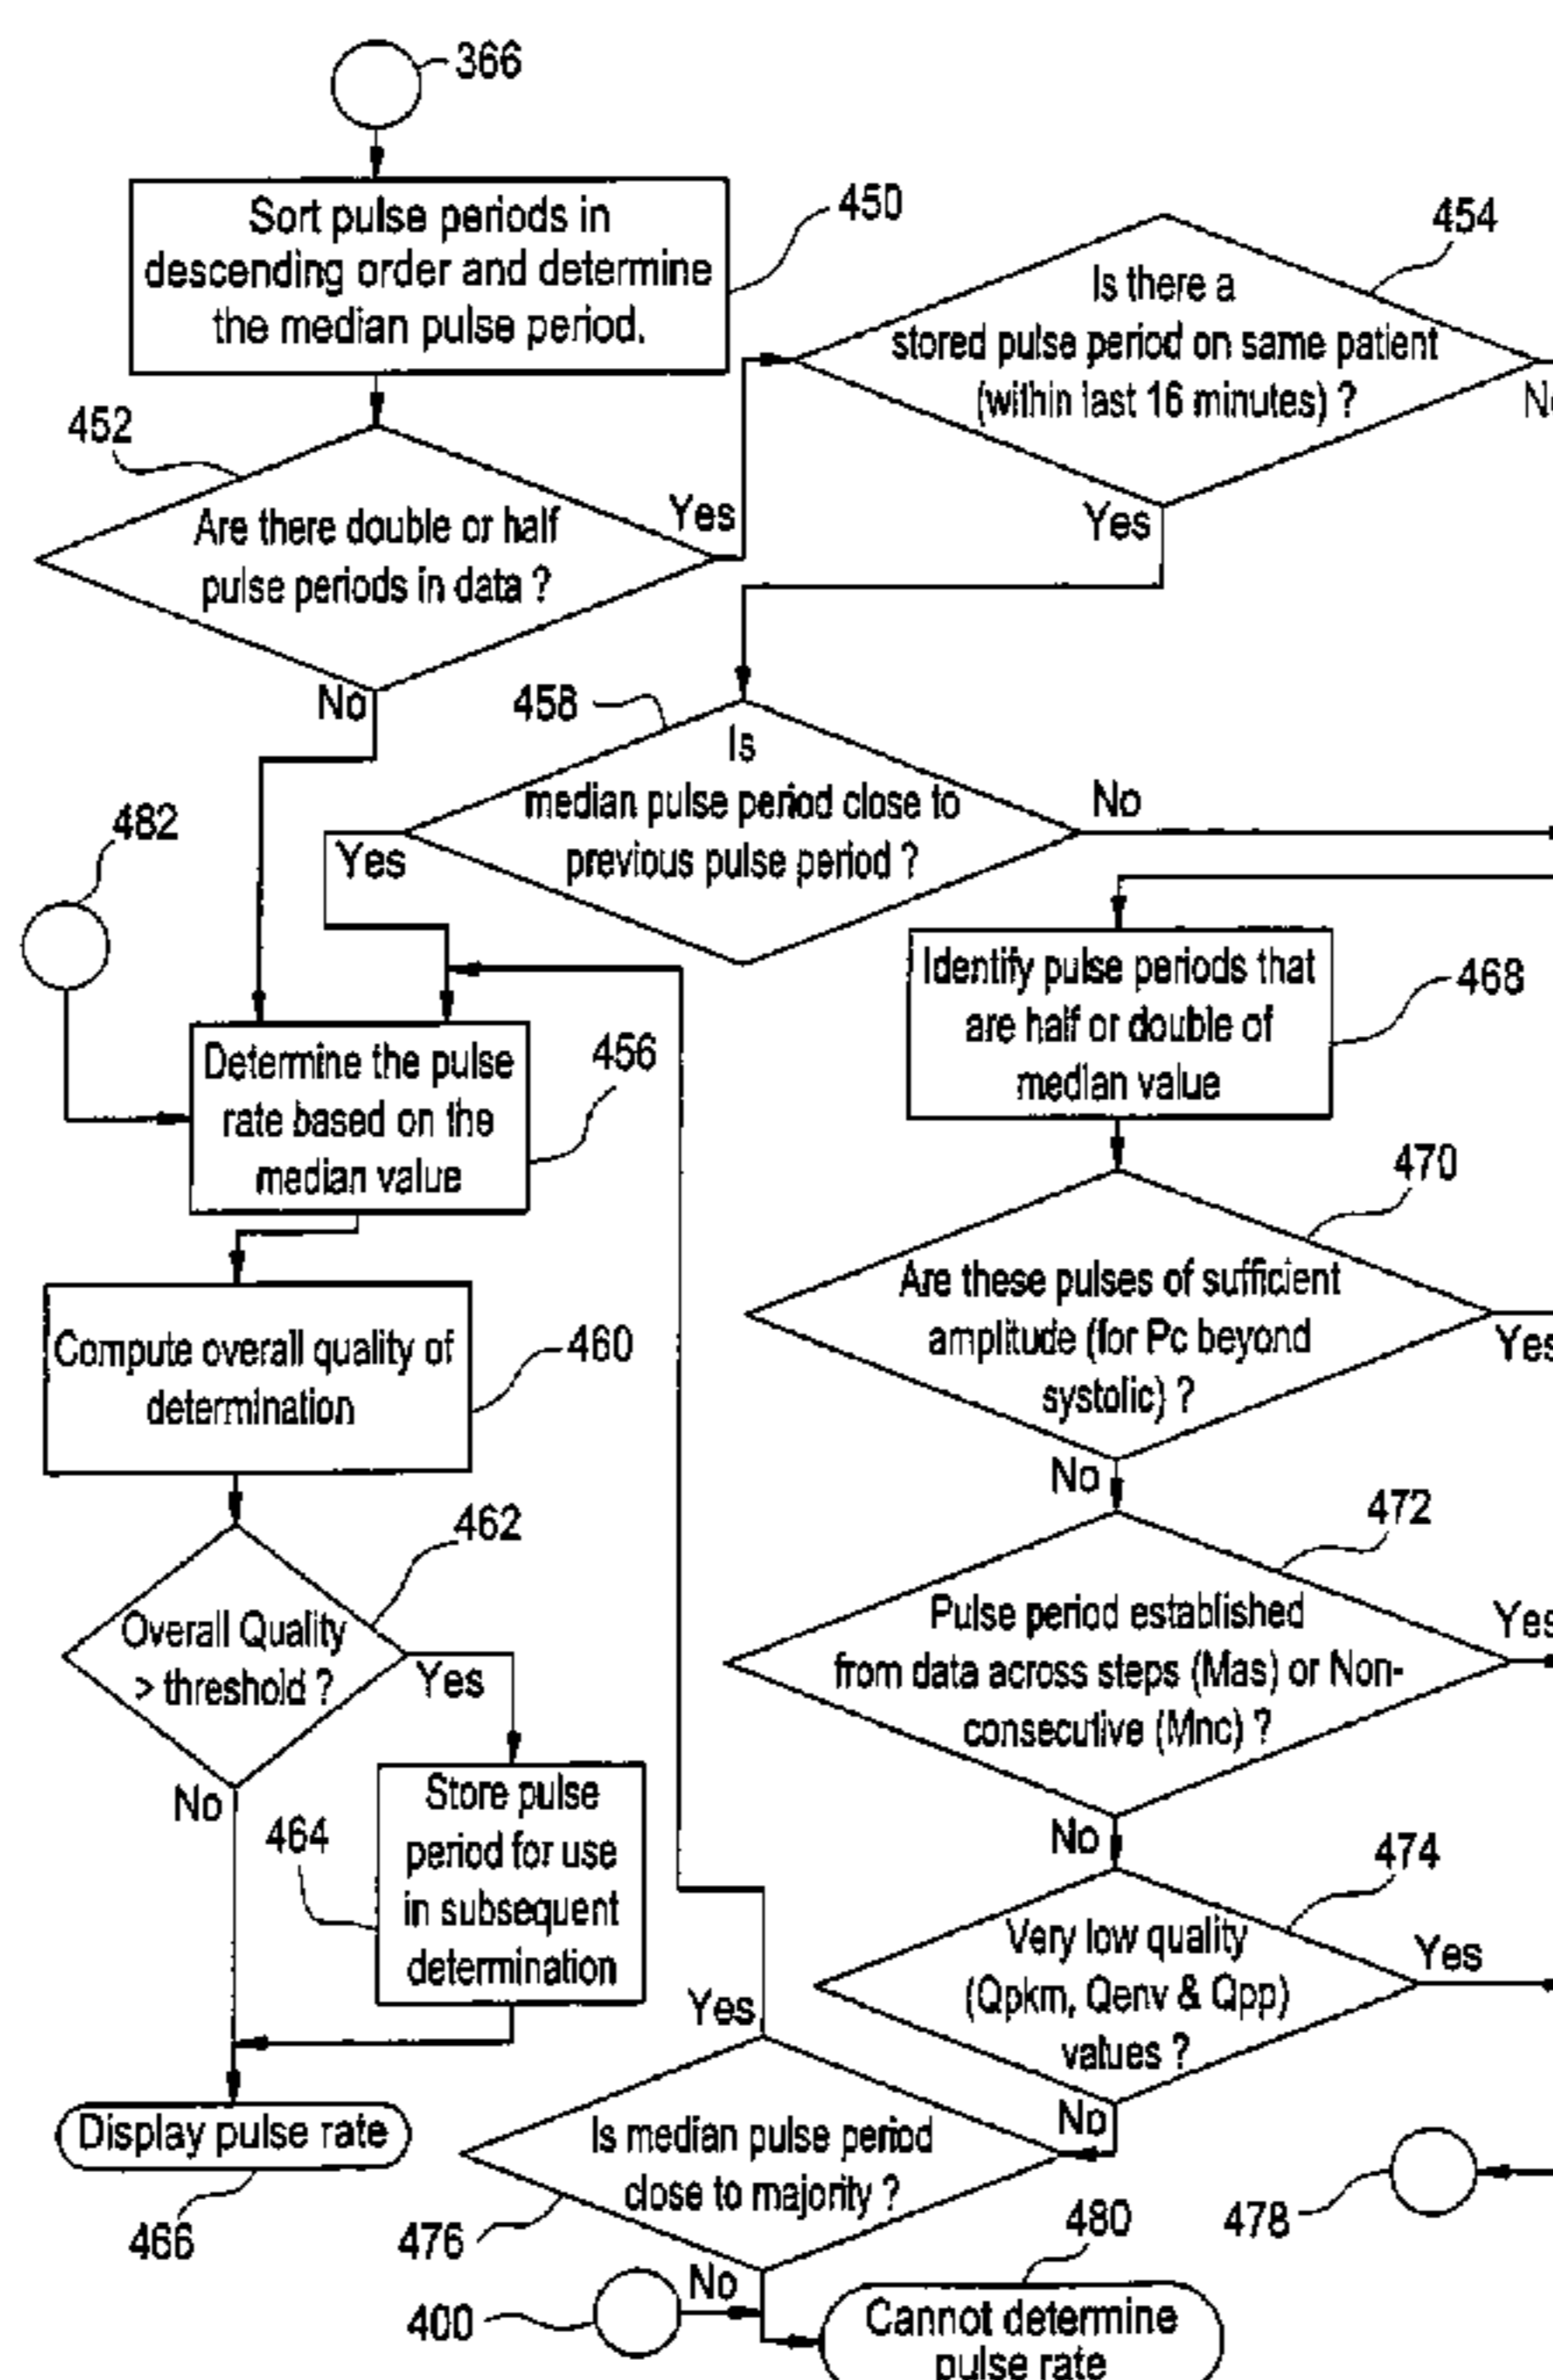 366
Sort pulse periods in
descending order and determine
the median pulse period.
450
454
Is there a
stored pulse period on same patient
(within last 16 minutes) ?
452
Are there double or half
pulse periods in data ?
Yes
Yes
No
458
Is
median pulse period close to
previous pulse period ?
Yes
No
482
Identify pulse periods that
are half or double of
median value
468
Determine the pulse
rate based on the
median value
456
470
Are these pulses of sufficient
amplitude (for Pc beyond
systolic) ?
No
Compute overall quality of
determination
460
472
Pulse period established
from data across steps (Mas) or Non-
consecutive (Mnc) ?
No
462
Overall Quality
> threshold ?
Yes
No
464
Store pulse
period for use
in subsequent
determination
474
Very low quality
(Qpkm, Qenv & Qpp)
values ?
Yes
No
Yes
Display pulse rate
466
Is median pulse period
close to majority ?
476
No
478
400
480
Cannot determine
pulse rate